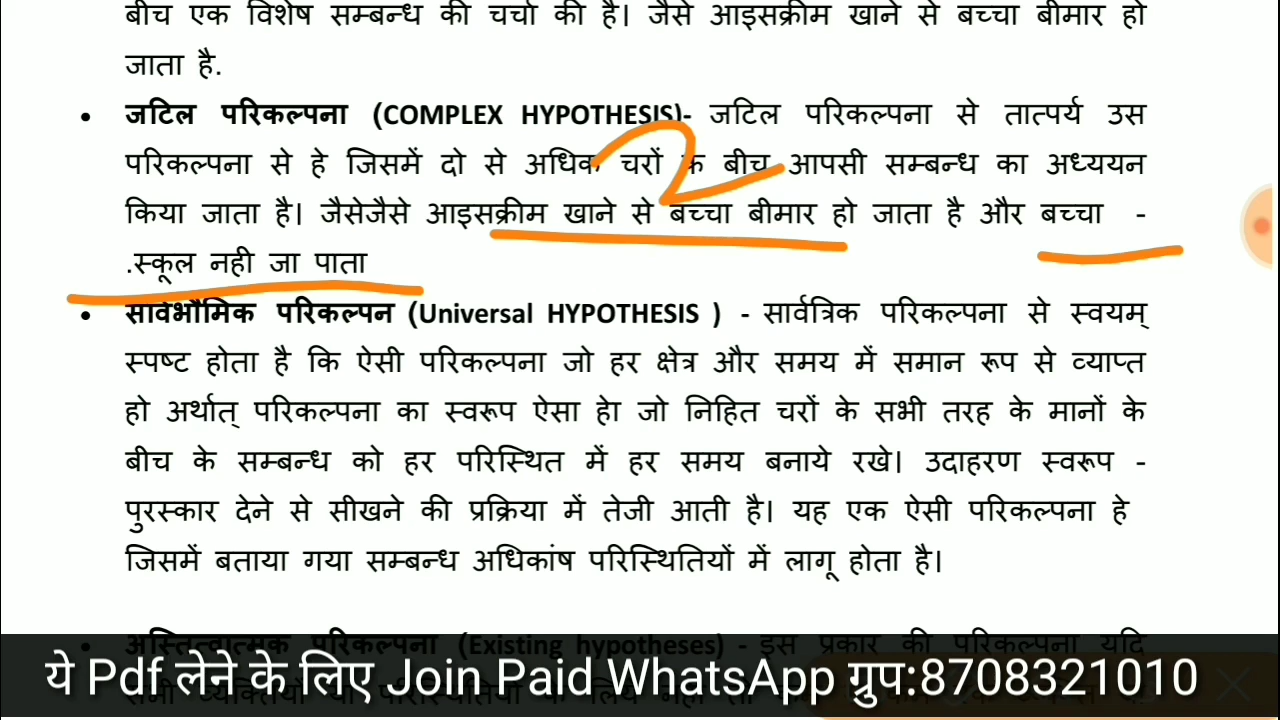 बीच एक विशेष सम्बन्ध की चर्चा की है। जैसे आइसक्रीम खाने से बच्चा बीमार हो
जाता है.
• जटिल परिकल्पना (COMPLEX HYPOTHESIS)- जटिल परिकल्पना से तात्पर्य उस
परिकल्पना से हे जिसमें दो से अधिक चरों के बीच आपसी सम्बन्ध का अध्ययन
किया जाता है। जैसेजैसे आइसक्रीम खाने से बच्चा बीमार हो जाता है और बच्चा -
.स्कूल नही जा पाता
• सार्वभौमिक परिकल्पन (Universal HYPOTHESIS ) - सार्वत्रिक परिकल्पना से स्वयम्
स्पष्ट होता है कि ऐसी परिकल्पना जो हर क्षेत्र और समय में समान रूप से व्याप्त
हो अर्थात् परिकल्पना का स्वरूप ऐसा हेा जो निहित चरों के सभी तरह के मानों के
बीच के सम्बन्ध को हर परिस्थित में हर समय बनाये रखे। उदाहरण स्वरूप -
पुरस्कार देने से सीखने की प्रक्रिया में तेजी आती है। यह एक ऐसी परिकल्पना हे
जिसमें बताया गया सम्बन्ध अधिकांष परिस्थितियों में लागू होता है।
• अस्तित्वात्मक परिकल्पना (Existing hypotheses) - इस प्रकार की परिकल्पना यदि
सभी व्यक्तियों
ये Pdf लेने के लिए Join Paid WhatsApp ग्रुप:8708321010